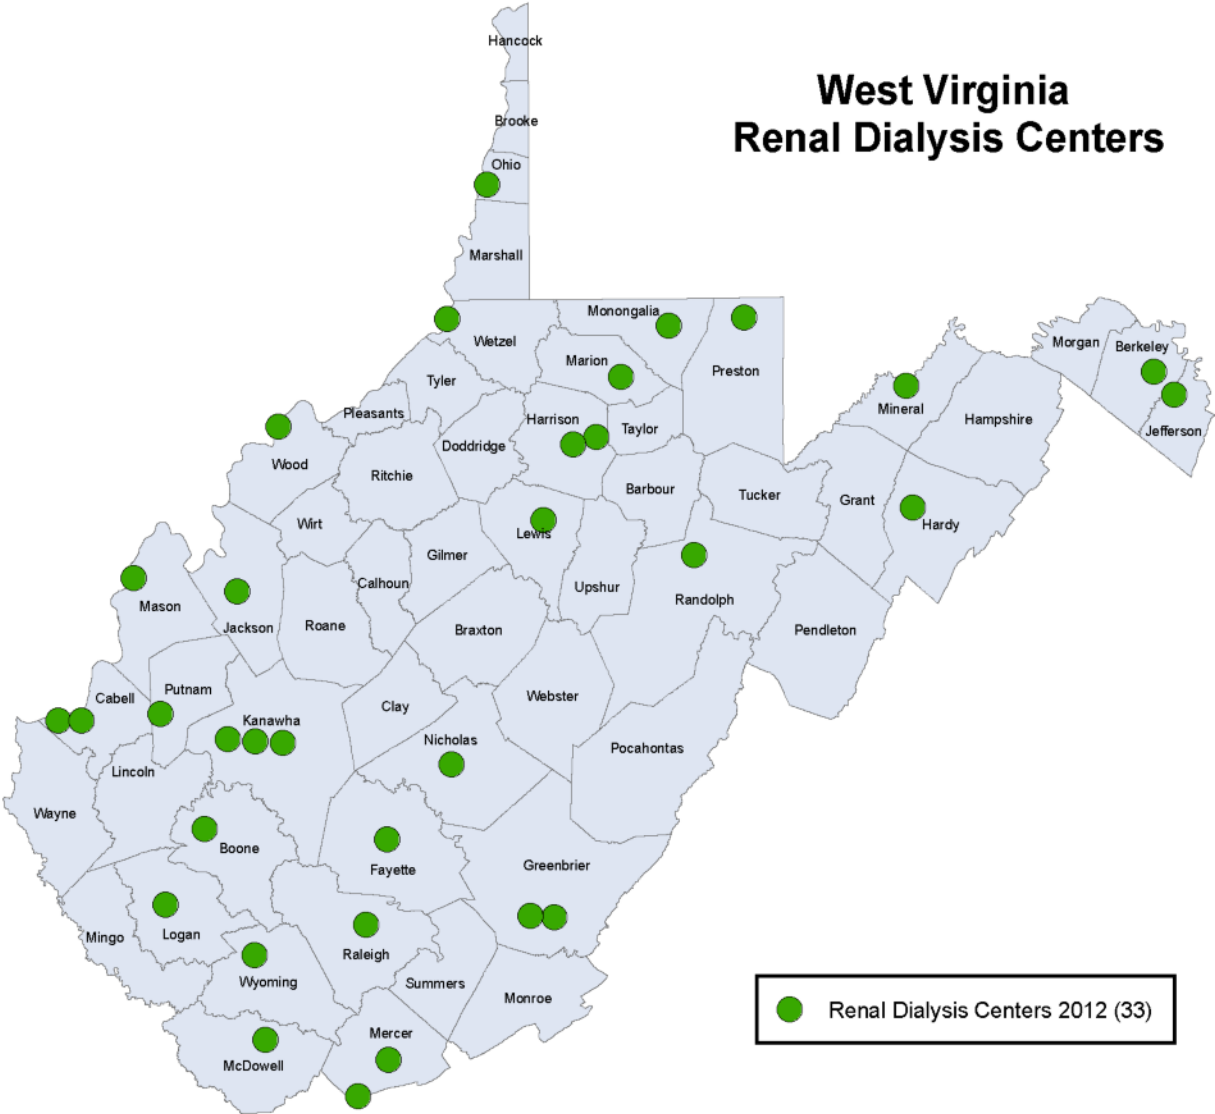 Hancock
West Virginia
Renal Dialysis Centers
Brooke
Ohio
Marshall
Monongalia
Wetzel
Morgan
Berkeley
Marion
Preston
Tyler
Mineral
Pleasants
Harrison
Hampshire
Taylor
Jefferson
Doddridge
Wood
Ritchie
Barbour
Tucker
Grant
Wirt
Hardy
Lewis
Gilmer
Calhoun
Upshur
Randolph
Mason
Jackson
Roane
Braxton
Pendleton
Putnam
Cabell
Webster
Clay
Kanawha
Nicholas
Pocahontas
Lincoln
Wayne
Boone
Greenbrier
Fayette
Logan
Mingo
Raleigh
Wyoming
Summers
Monroe
Renal Dialysis Centers 2012 (33)
Mercer
McDowell